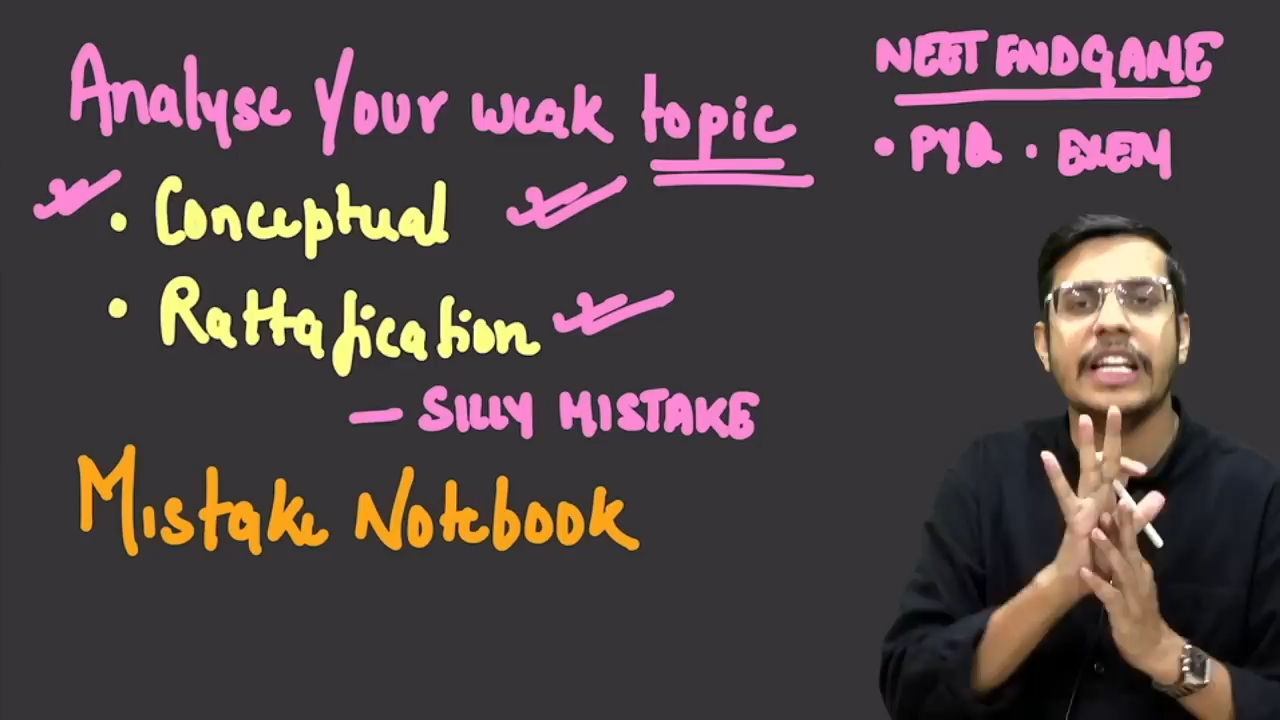 Analyse Your weak topic
• Conceptual
• Rattafication
— SILLY MISTAKE
Mistake Notebook
NEET ENDGAME
• PYQ • EXEM